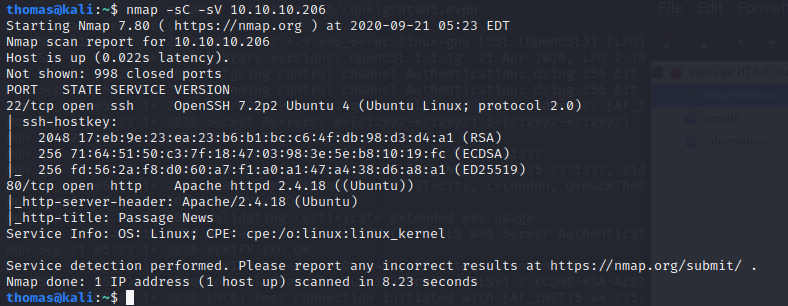 thomas@kali:~$ nmap -sC -sV 10.10.10.206
Starting Nmap 7.80 ( https://nmap.org ) at 2020-09-21 05:23 EDT
Nmap scan report for 10.10.10.206
Host is up (0.022s latency).
Not shown: 998 closed ports
PORT   STATE SERVICE VERSION
22/tcp open  ssh     OpenSSH 7.2p2 Ubuntu 4 (Ubuntu Linux; protocol 2.0)
| ssh-hostkey:
|   2048 17:eb:9e:23:ea:23:b6:b1:bc:c6:4f:db:98:d3:d4:a1 (RSA)
|   256 71:64:51:50:c3:7f:18:47:03:98:3e:5e:b8:10:19:fc (ECDSA)
|_  256 fd:56:2a:f8:d0:60:a7:f1:a0:a1:47:a4:38:d6:a8:a1 (ED25519)
80/tcp open  http    Apache httpd 2.4.18 ((Ubuntu))
|_http-server-header: Apache/2.4.18 (Ubuntu)
|_http-title: Passage News
Service Info: OS: Linux; CPE: cpe:/o:linux:linux_kernel
Service detection performed. Please report any incorrect results at https://nmap.org/submit/ .
Nmap done: 1 IP address (1 host up) scanned in 8.23 seconds
thomas@kali:~$
File Edit
Passage HTB (Linu
Enumeration
credits
information